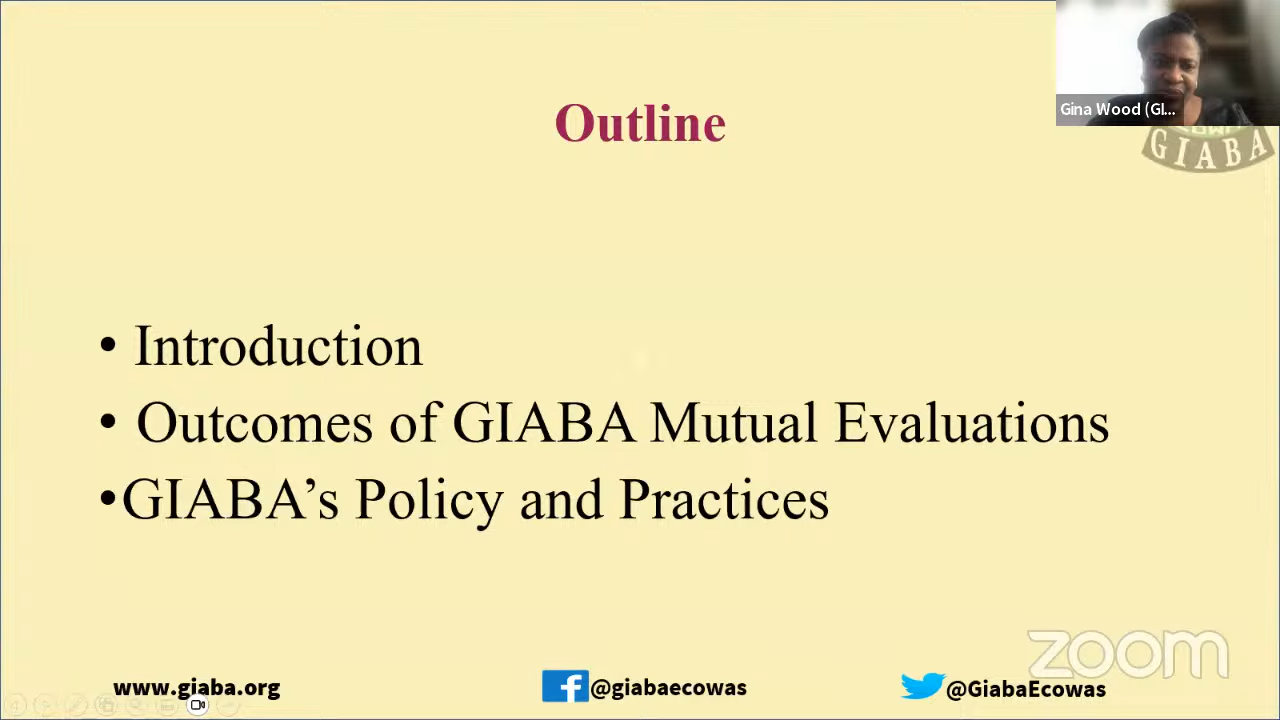 Outline
Gina Wood (GI...
GIABA
• Introduction
• Outcomes of GIABA Mutual Evaluations
•GIABA’s Policy and Practices
zoom
www.giaba.org
@giabaecowas
@GiabaEcowas